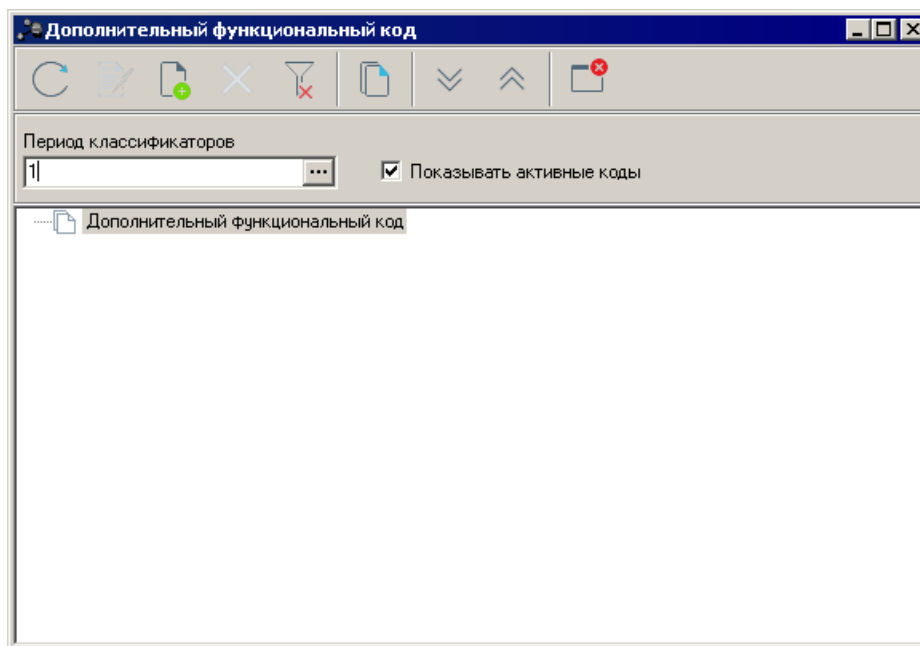 Дополнительный функциональный код
Период классификаторов
1
...
Показывать активные коды
Дополнительный функциональный код